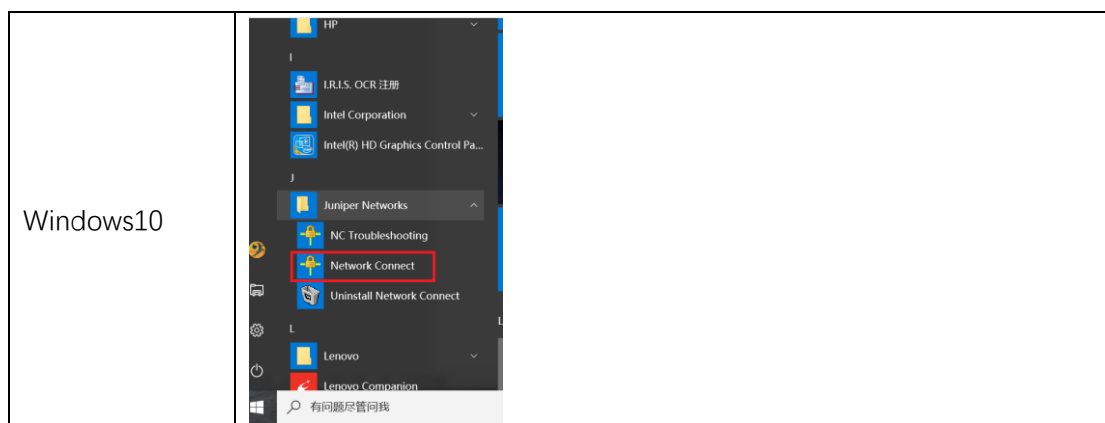 Windows10
HP
I
I.R.I.S. OCR 注册
Intel Corporation
Intel(R) HD Graphics Control Pa...
J
Juniper Networks
NC Troubleshooting
Network Connect
Uninstall Network Connect
L
L
Lenovo
Lenovo Companion
有问题尽管问我